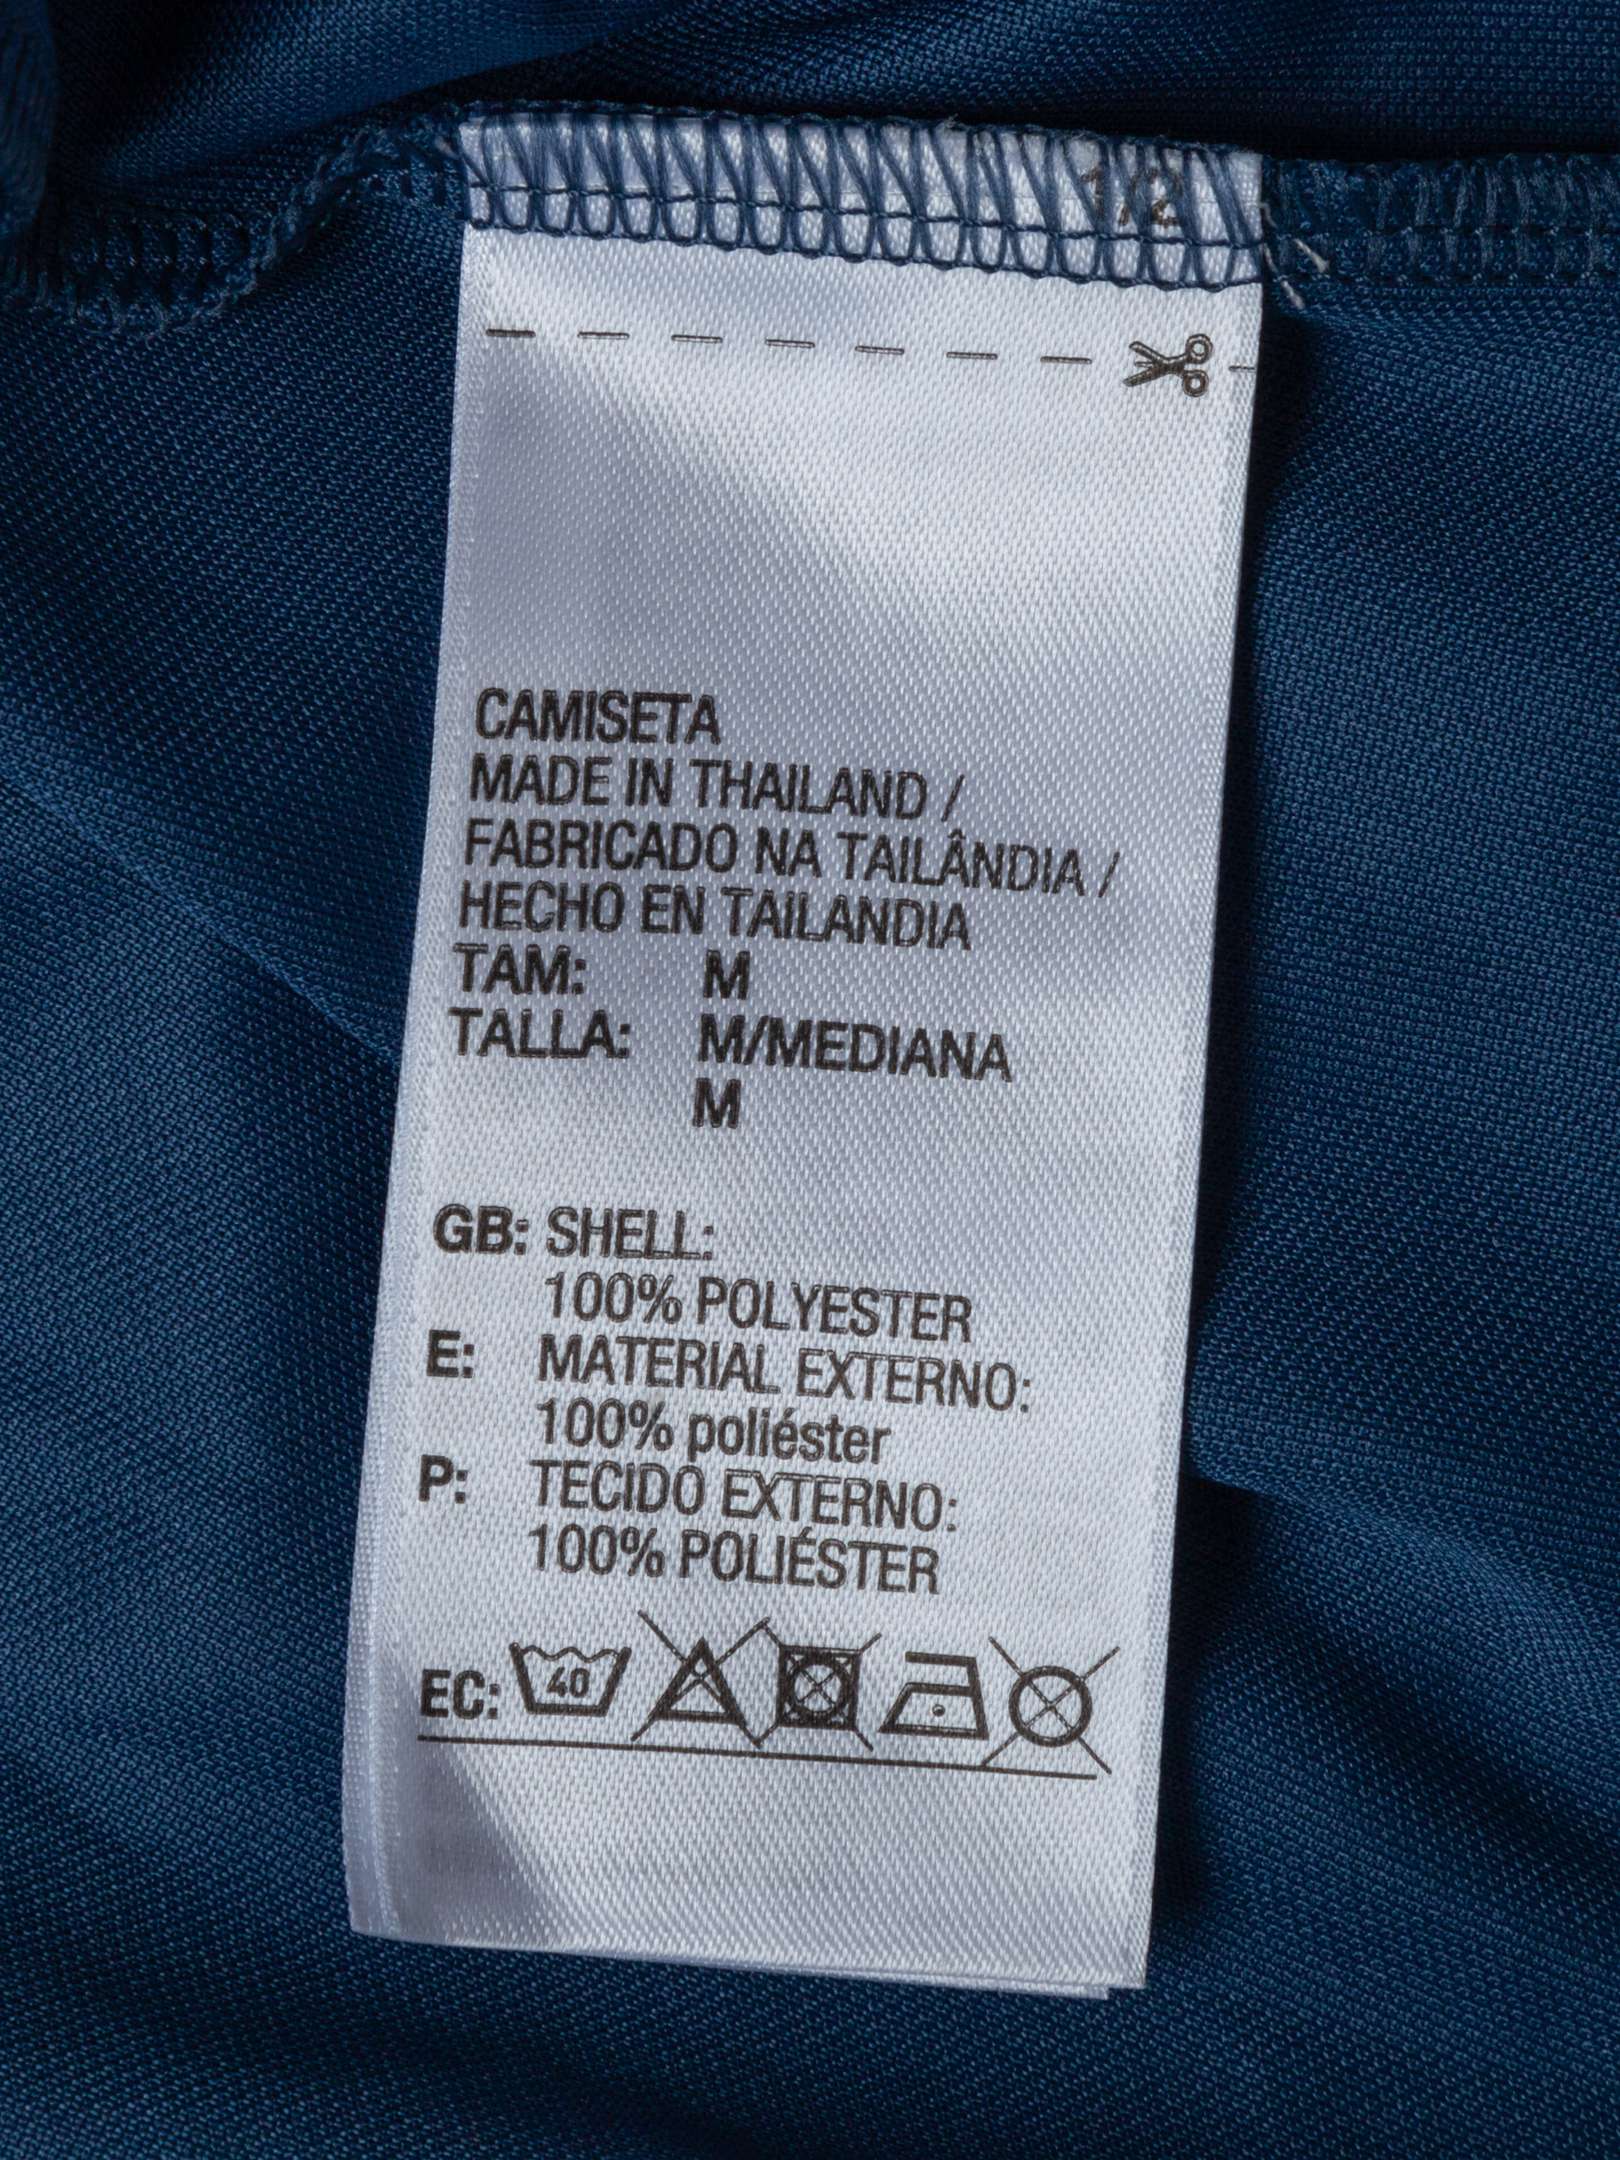 1/2
CAMISETA
MADE IN THAILAND /
FABRICADO NA TAILÂNDIA /
HECHO EN TAILANDIA
TAM: M
TALLA: M/MEDIANA
M
GB: SHELL:
100% POLYESTER
E: MATERIAL EXTERNO:
100% poliéster
P: TECIDO EXTERNO:
100% POLIÉSTER
EC: 40